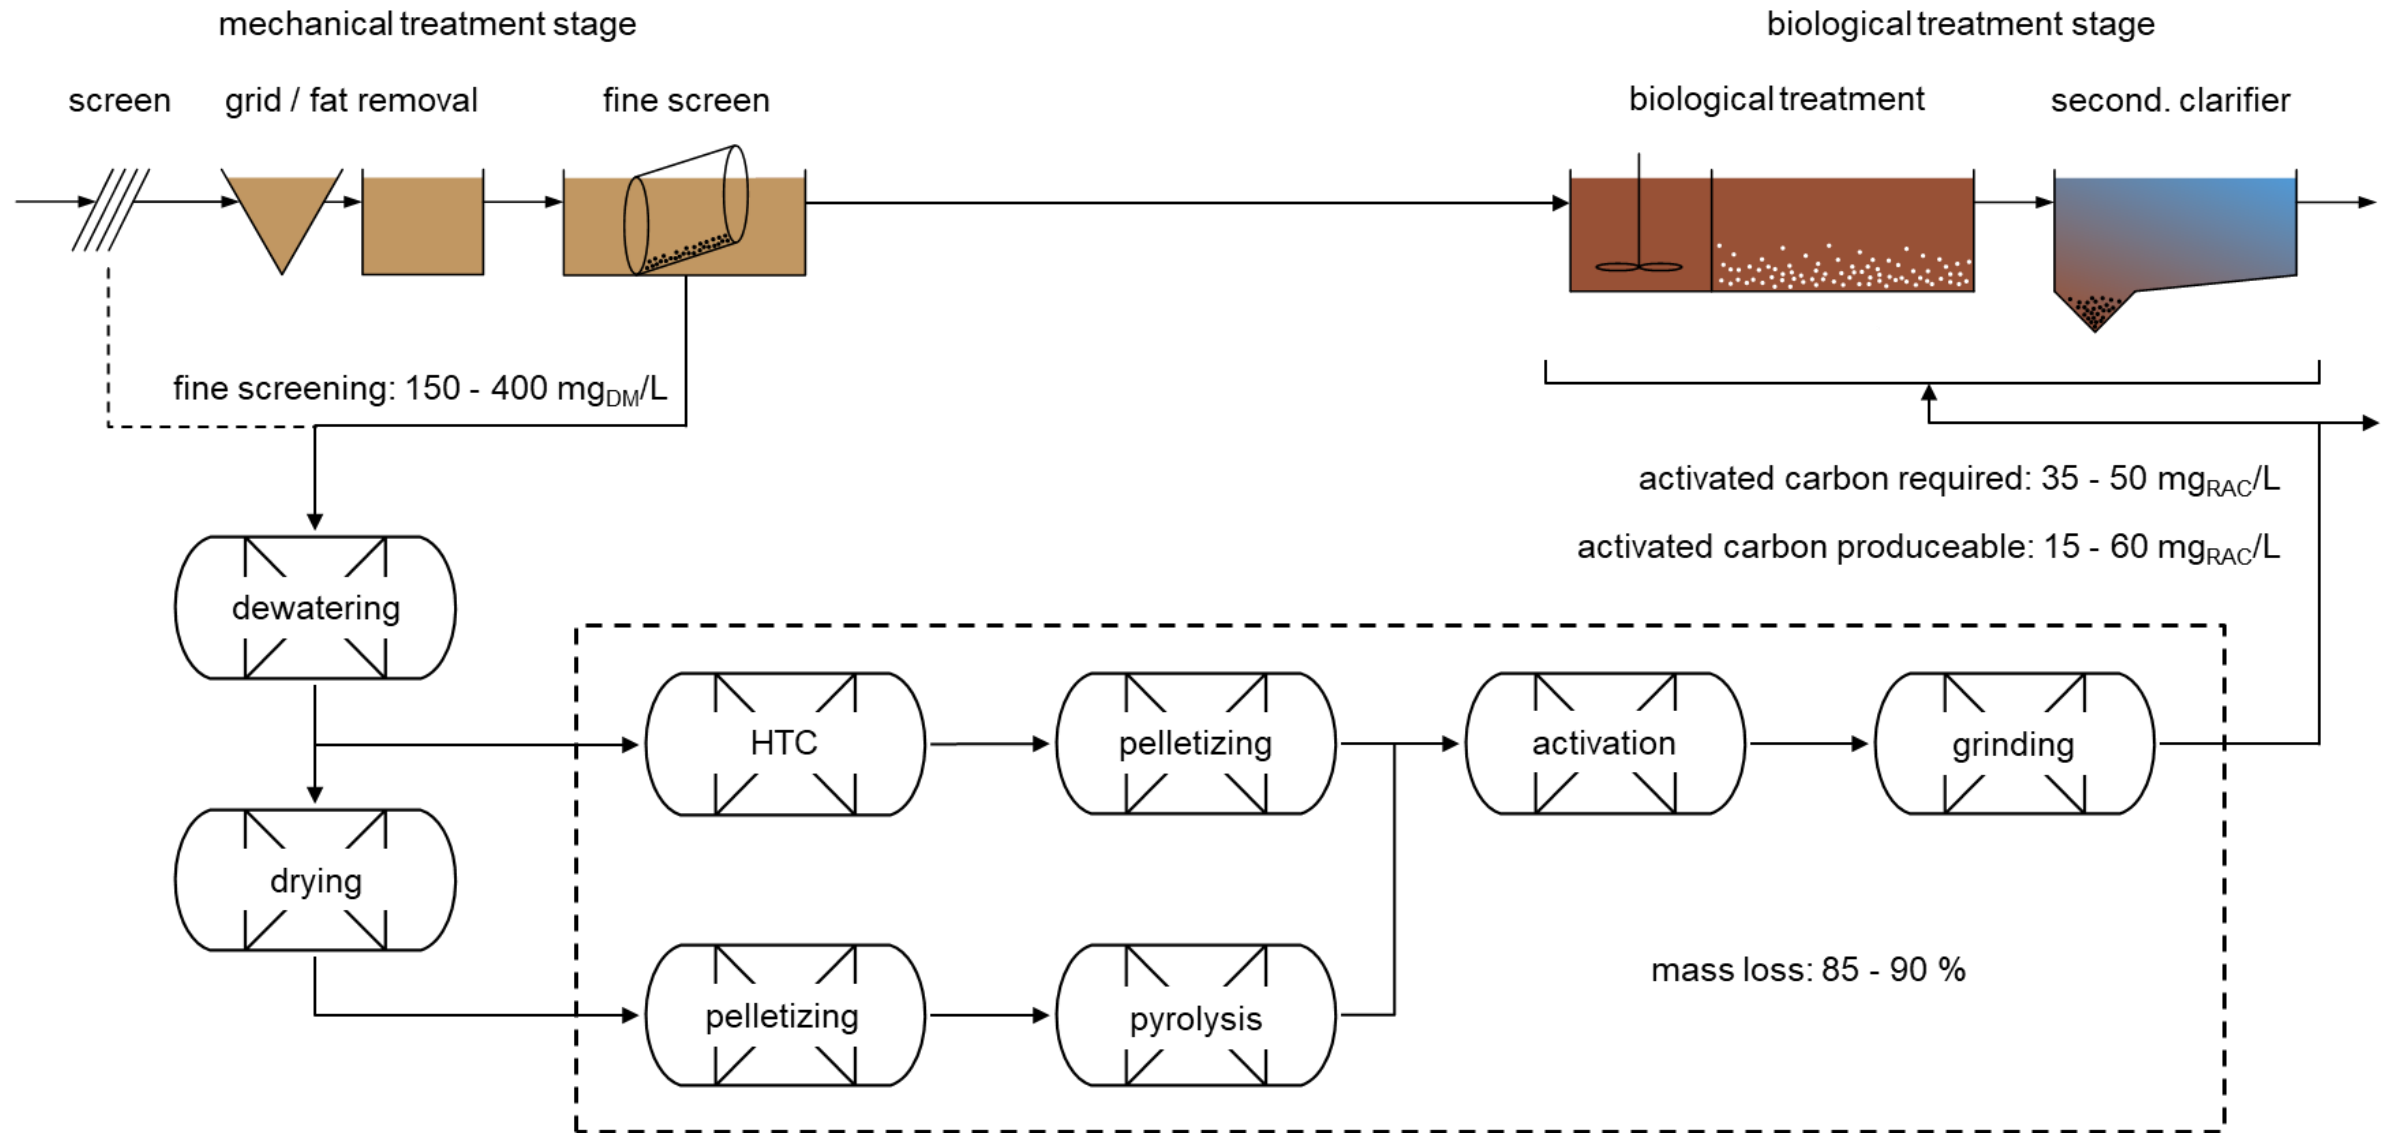 mechanical treatment stage
biological treatment stage
screen
grid / fat removal
fine screen
biological treatment
second. clarifier
fine screening: 150 - 400 mgDM/L
activated carbon required: 35 - 50 mgRAC/L
activated carbon produceable: 15 - 60 mgRAC/L
dewatering
HTC
pelletizing
activation
grinding
drying
mass loss: 85 - 90 %
pelletizing
pyrolysis